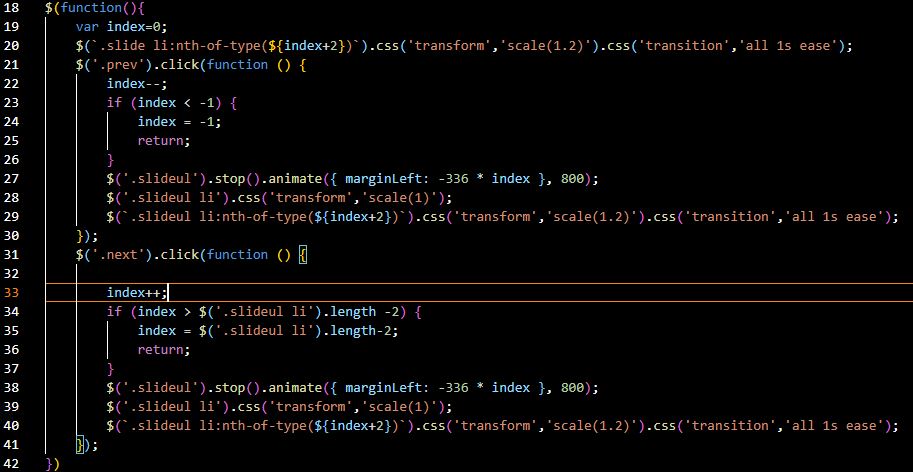 18 $(function(){
19 var index=0;
20 $(`.slide li:nth-of-type(${index+2})`).css('transform','scale(1.2)').css('transition','all 1s ease');
21 $('.prev').click(function () {
22 index--;
23 if (index < -1) {
24 index = -1;
25 return;
26 }
27 $('.slideul').stop().animate({ marginLeft: -336 * index }, 800);
28 $('.slideul li').css('transform','scale(1)');
29 $(`.slideul li:nth-of-type(${index+2})`).css('transform','scale(1.2)').css('transition','all 1s ease');
30 });
31 $('.next').click(function () {
32
33 index++;
34 if (index > $('.slideul li').length -2) {
35 index = $('.slideul li').length-2;
36 return;
37 }
38 $('.slideul').stop().animate({ marginLeft: -336 * index }, 800);
39 $('.slideul li').css('transform','scale(1)');
40 $(`.slideul li:nth-of-type(${index+2})`).css('transform','scale(1.2)').css('transition','all 1s ease');
41 });
42 })